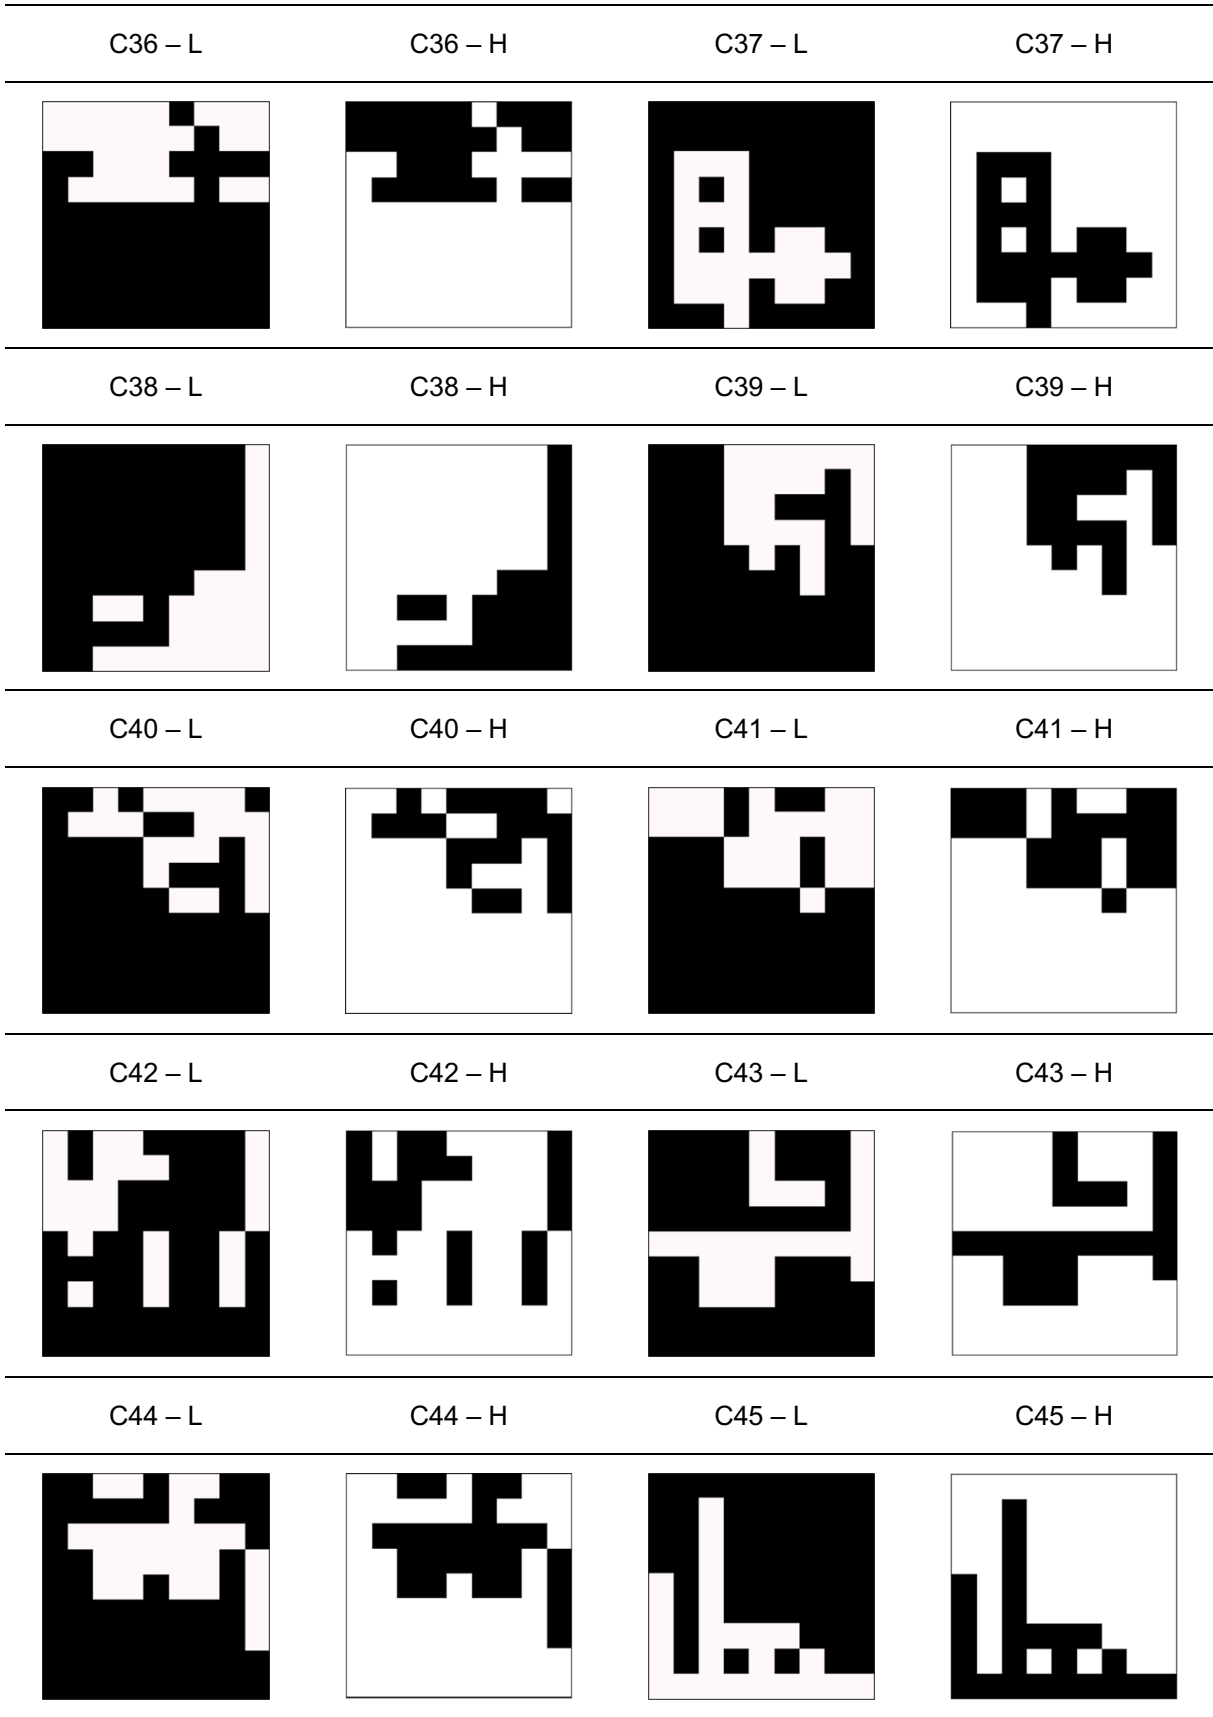 C36 – L C36 – H C37 – L C37 – H
C38 – L C38 – H C39 – L C39 – H
C40 – L C40 – H C41 – L C41 – H
C42 – L C42 – H C43 – L C43 – H
C44 – L C44 – H C45 – L C45 – H